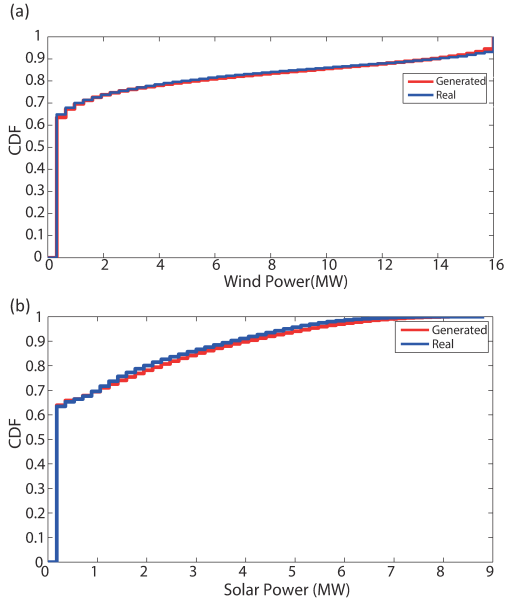 (a)
1
0.9
0.8
0.7
0.6
0.5
0.4
0.3
0.2
0.1
0
CDF
Generated
Real
0 2 4 6 8 10 12 14 16
Wind Power(MW)
(b)
1
0.9
0.8
0.7
0.6
0.5
0.4
0.3
0.2
0.1
0
CDF
Generated
Real
0 1 2 3 4 5 6 7 8 9
Solar Power (MW)